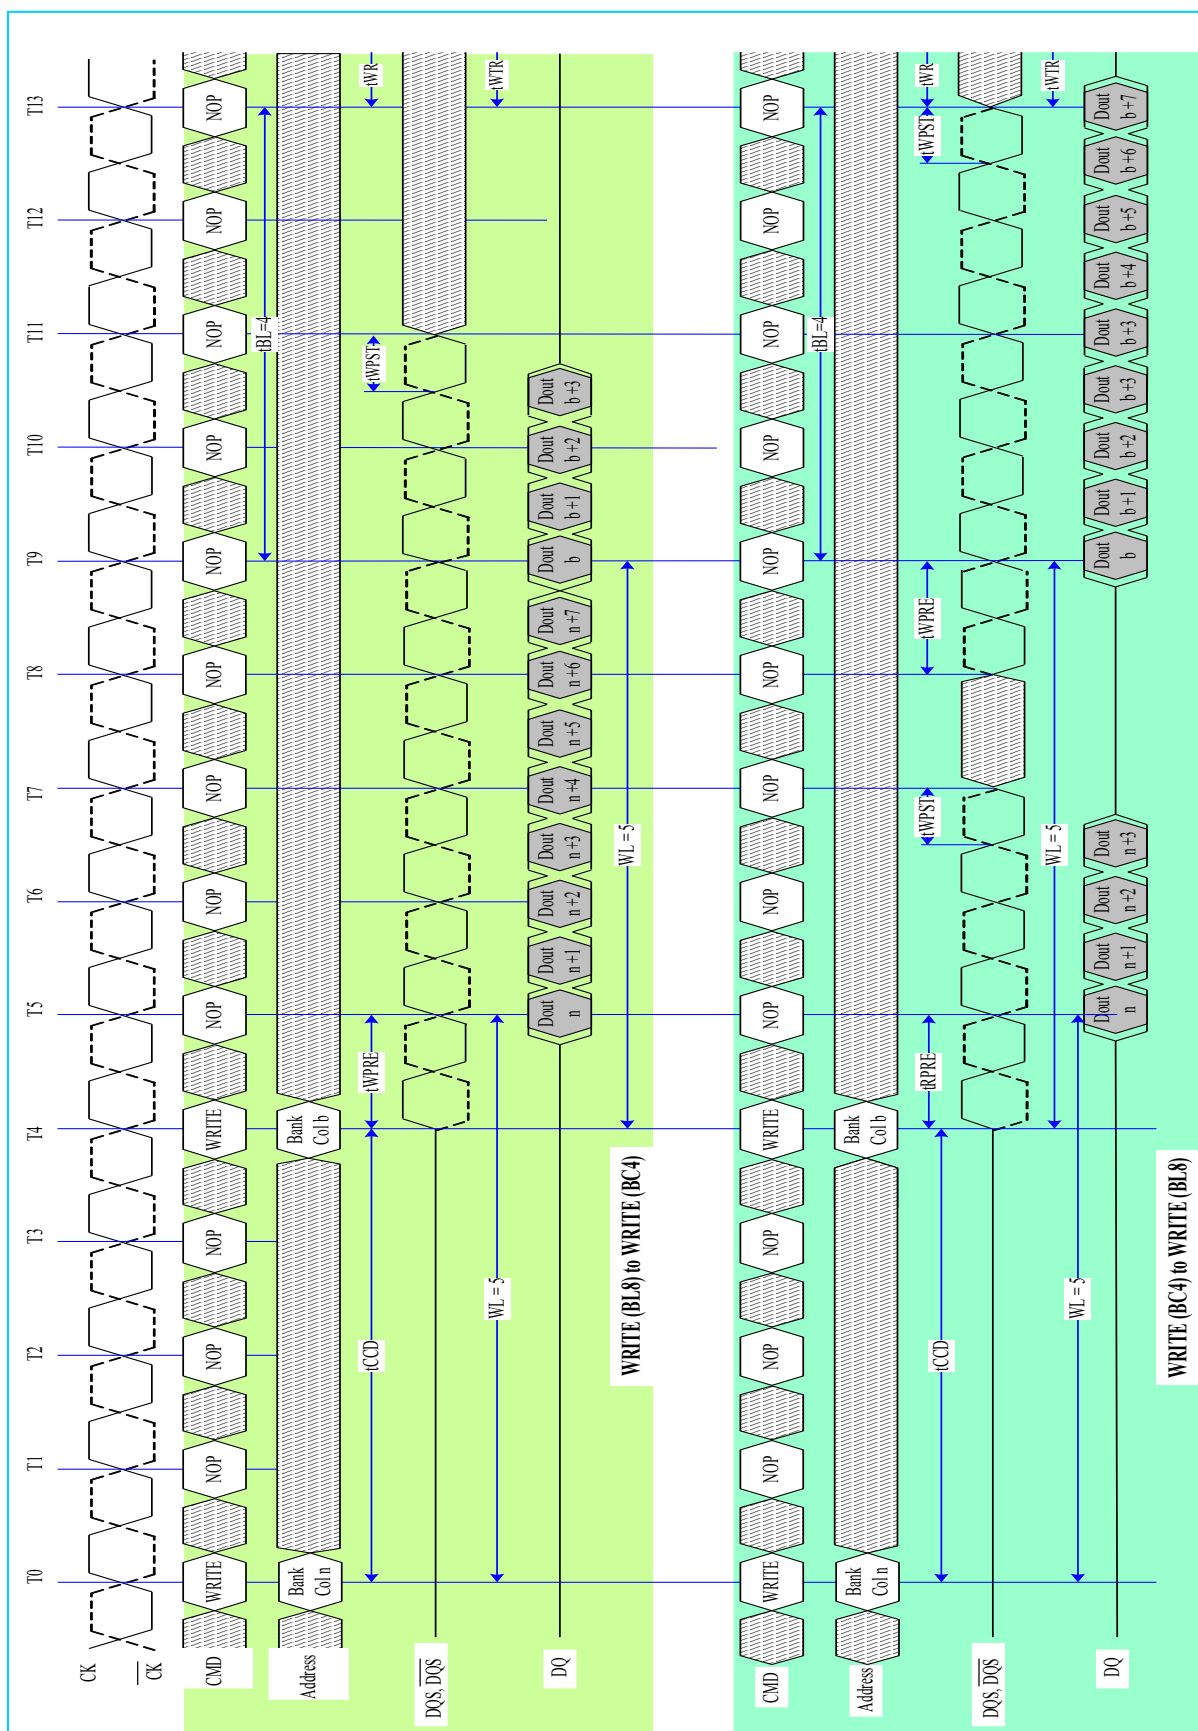 T0 T1 T2 T3 T4 T5 T6 T7 T8 T9 T10 T11 T12 T13
CK
CK
CMD WRITE NOP NOP NOP WRITE NOP NOP NOP NOP NOP NOP NOP NOP NOP
tBL=4
Address Bank Col n Bank Col b
tCCD tWPRE tWPST tWR
DQS, DQS
WL = 5 tWTR
DQ Dout n Dout n+1 Dout n+2 Dout n+3 Dout n+4 Dout n+5 Dout n+6 Dout n+7 Dout b Dout b+1 Dout b+2 Dout b+3
WL = 5
WRITE (BL8) to WRITE (BC4)
CMD WRITE NOP NOP NOP WRITE NOP NOP NOP NOP NOP NOP NOP NOP NOP
tBL=4
Address Bank Col n Bank Col b
tCCD tRPRE tWPST tWPRE tWPST tWR
DQS, DQS
WL = 5 tWTR
WL = 5
DQ Dout n Dout n+1 Dout n+2 Dout n+3 Dout b Dout b+1 Dout b+2 Dout b+3 Dout b+3 Dout b+4 Dout b+5 Dout b+6 Dout b+7
WRITE (BC4) to WRITE (BL8)